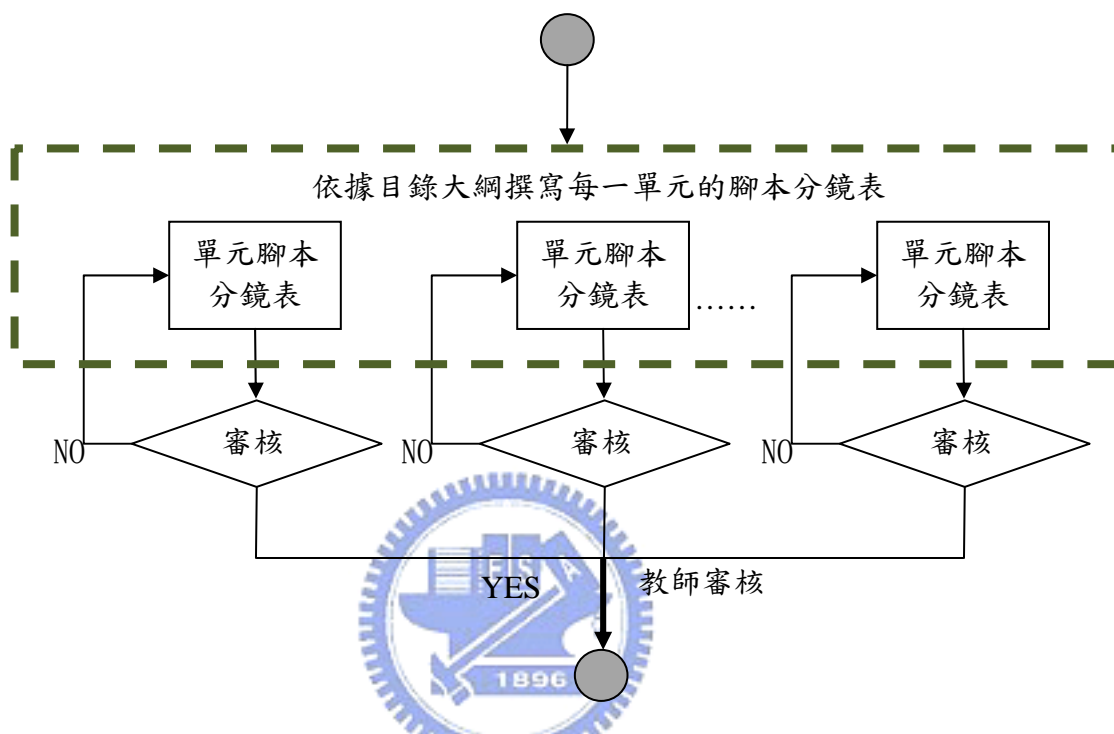 依據目錄大綱撰寫每一單元的腳本分鏡表
單元腳本
分鏡表
單元腳本
分鏡表
……
單元腳本
分鏡表
NO
審核
NO
審核
NO
審核
E S A
YES
教師審核
1896